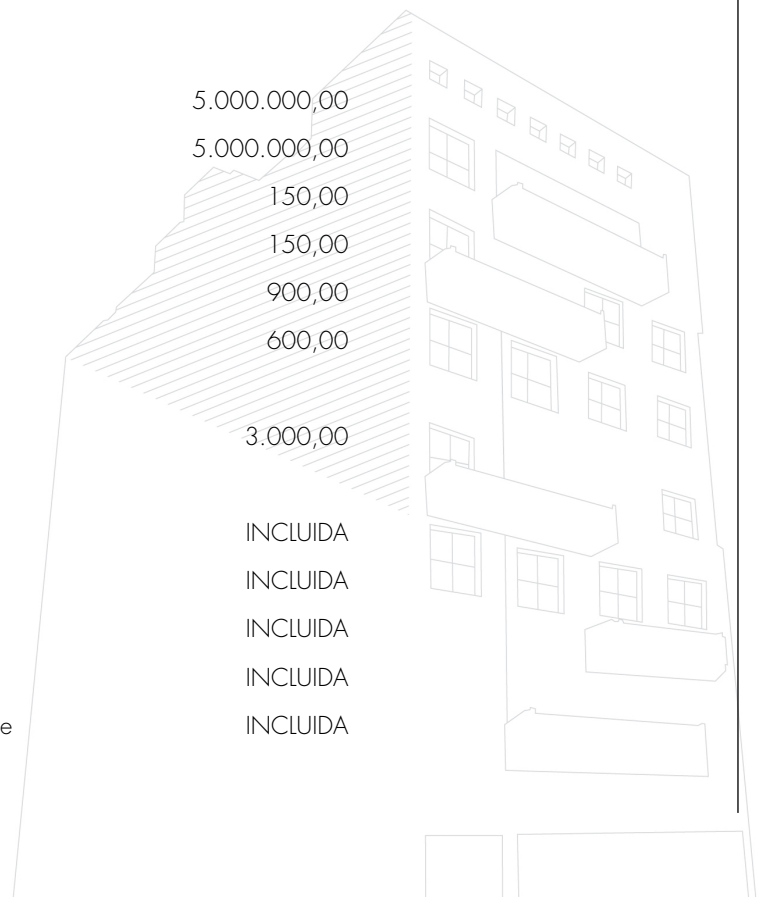 5.000.000,00
5.000.000,00
150,00
150,00
900,00
600,00
3.000,00
INCLUIDA
INCLUIDA
INCLUIDA
INCLUIDA
e INCLUIDA